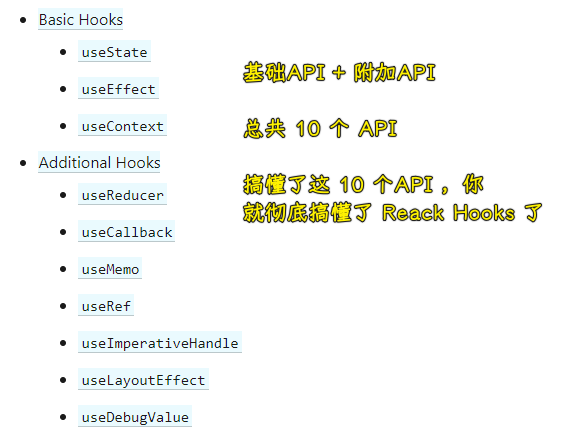 Basic Hooks
useState
基础API + 附加API
useEffect
useContext
总共 10 个 API
Additional Hooks
搞懂了这 10 个API ，你
就彻底搞懂了 Reack Hooks 了
useReducer
useCallback
useMemo
useRef
useImperativeHandle
useLayoutEffect
useDebugValue